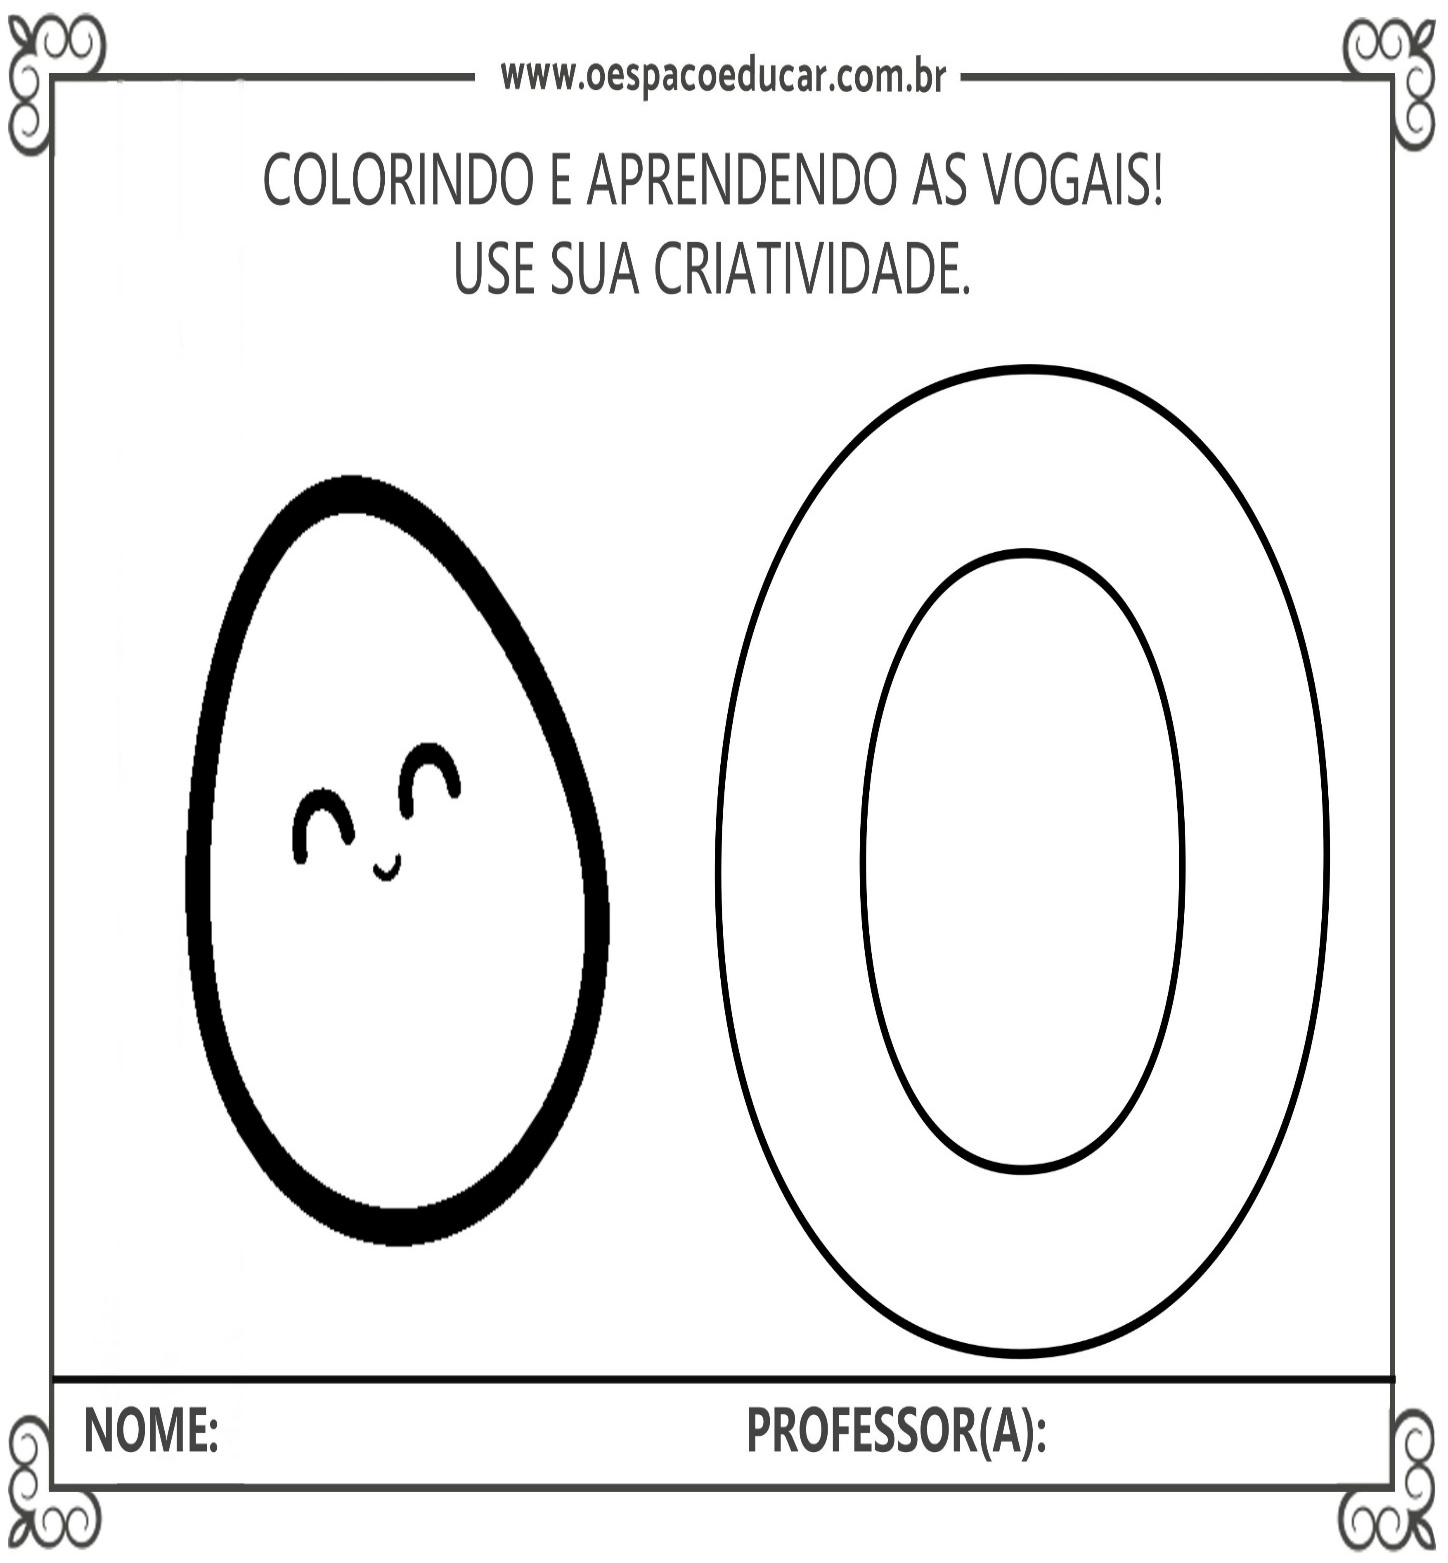 www.oespacoeducar.com.br
COLORINDO E APRENDENDO AS VOGAIS!
USE SUA CRIATIVIDADE.
O
NOME:
PROFESSOR(A):